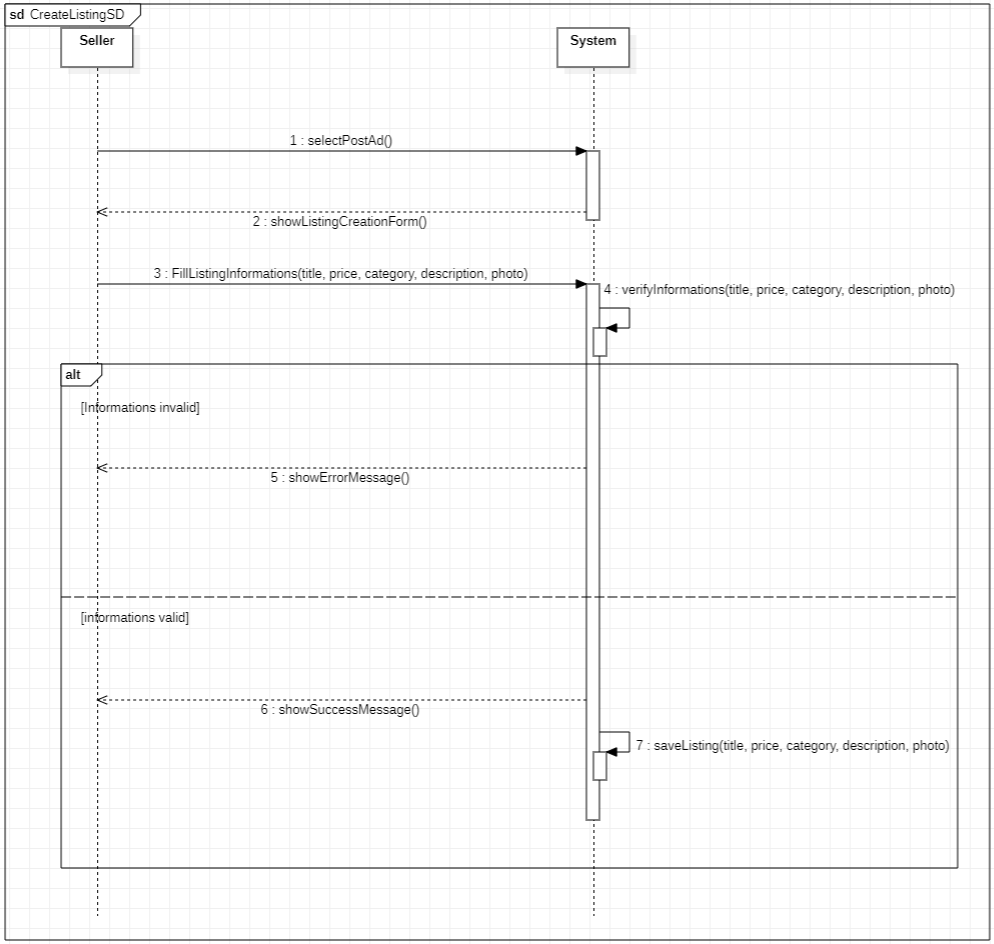 sd CreateListingSD
Seller
System
1 : selectPostAd()
2 : showListingCreationForm()
3 : FillListingInformations(title, price, category, description, photo)
4 : verifyInformations(title, price, category, description, photo)
alt
[Informations invalid]
5 : showErrorMessage()
[informations valid]
6 : showSuccessMessage()
7 : saveListing(title, price, category, description, photo)